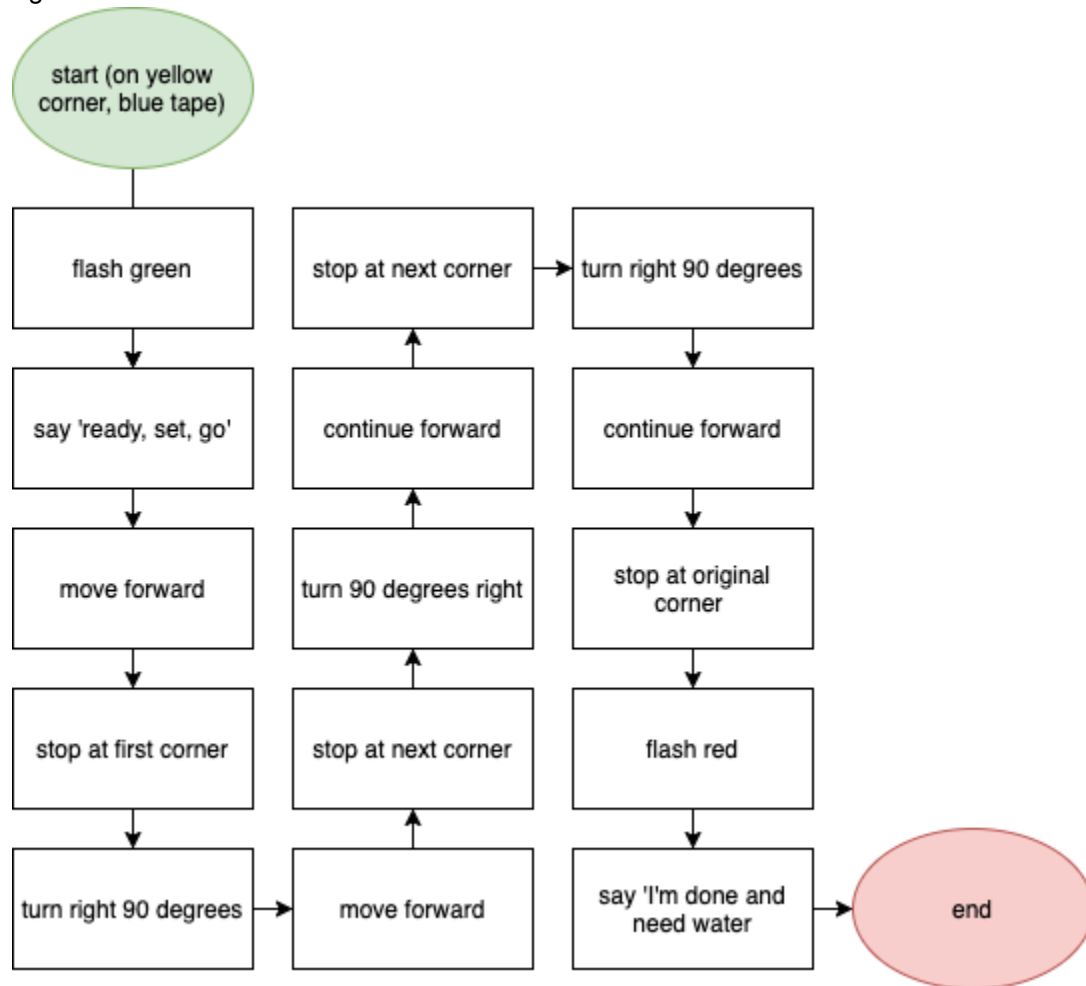 g
start (on yellow
corner, blue tape)
flash green
say 'ready, set, go'
move forward
stop at first corner
turn right 90 degrees
move forward
stop at next corner
turn 90 degrees right
continue forward
stop at next corner
turn right 90 degrees
continue forward
stop at original
corner
flash red
say 'I'm done and
need water
end